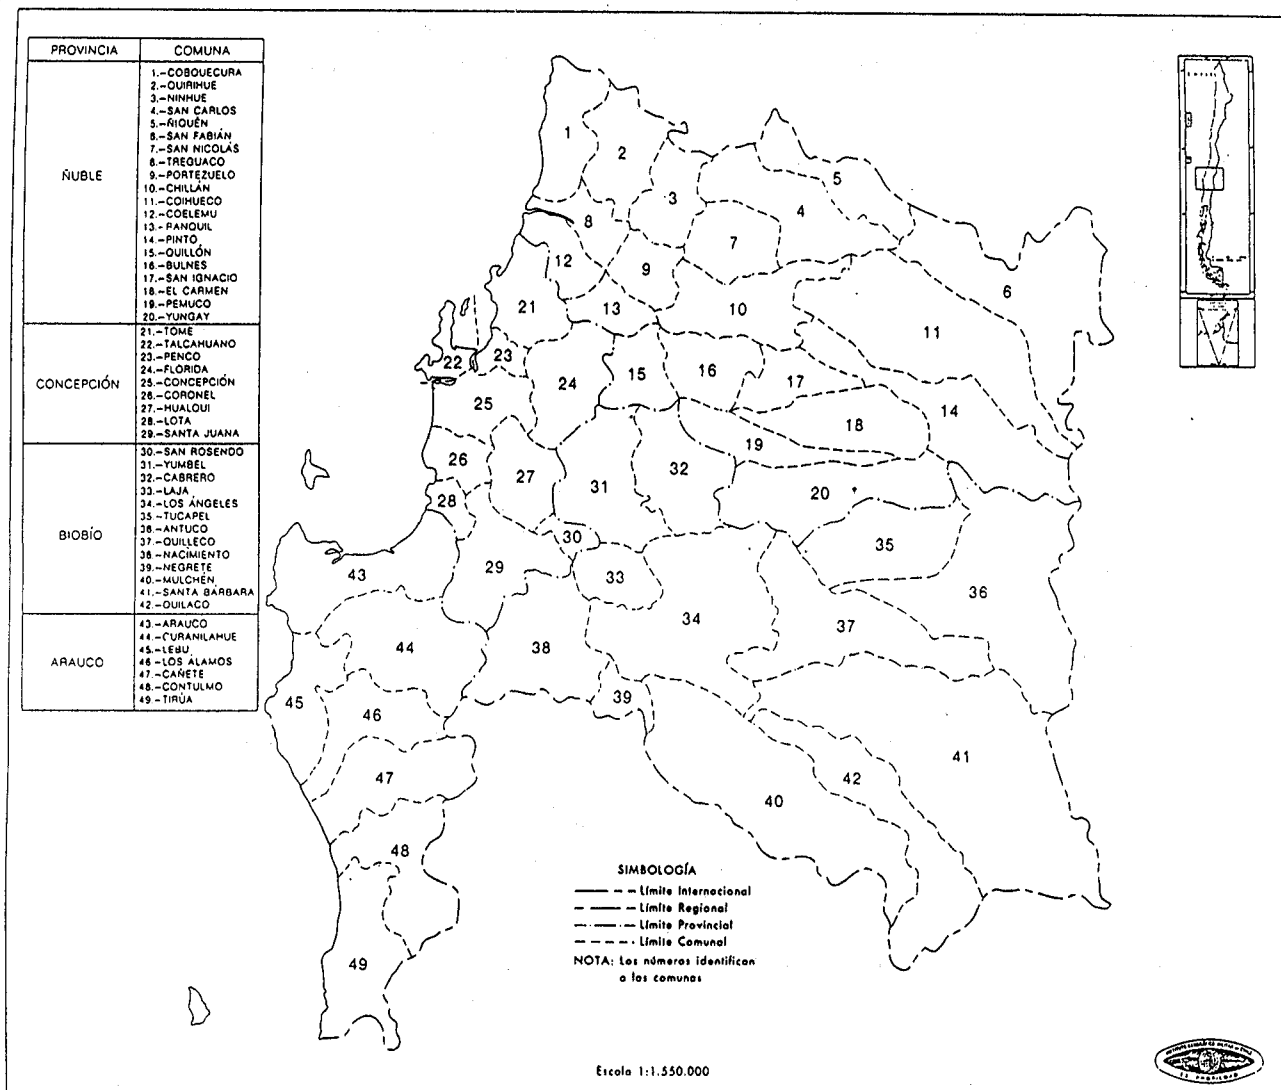 PROVINCIA COMUNA
ÑUBLE
1.-COBQUECURA
2.-QUIRIHUE
3.-NINHUE
4.-SAN CARLOS
5.-ÑIQUÉN
6.-SAN FABIÁN
7.-SAN NICOLÁS
8.-TREGUACO
9.-PORTEZUELO
10.-CHILLÁN
11.-COIHUECO
12.-COELEMU
13.-RANQUIL
14.-PINTO
15.-QUILLÓN
16.-BULNES
17.-SAN IGNACIO
18.-EL CARMEN
19.-PEMUCO
20.-YUNGAY
CONCEPCIÓN
21.-TOMÉ
22.-TALCAHUANO
23.-PENCO
24.-FLORIDA
25.-CONCEPCIÓN
26.-CORONEL
27.-HUALQUI
28.-LOTA
29.-SANTA JUANA
BIOBÍO
30.-SAN ROSENDO
31.-YUMBEL
32.-CABRERO
33.-LAJA
34.-LOS ÁNGELES
35.-TUCAPEL
36.-ANTUCO
37.-QUILLECO
38.-NACIMIENTO
39.-NEGRETE
40.-MULCHÉN
41.-SANTA BÁRBARA
42.-QUILACO
ARAUCO
43.-ARAUCO
44.-CURANILAHUE
45.-LEBU
46.-LOS ÁLAMOS
47.-CAÑETE
48.-CONTULMO
49.-TIRÚA
1
2
3
4
5
6
7
8
9
10
11
12
13
14
15
16
17
18
19
20
21
22
23
24
25
26
27
28
29
30
31
32
33
34
35
36
37
38
39
40
41
42
43
44
45
46
47
48
49
SIMBOLOGÍA
Límite Internacional
Límite Regional
Límite Provincial
Límite Comunal
NOTA: Los números identifican
a las comunas
Escala 1:1.550.000